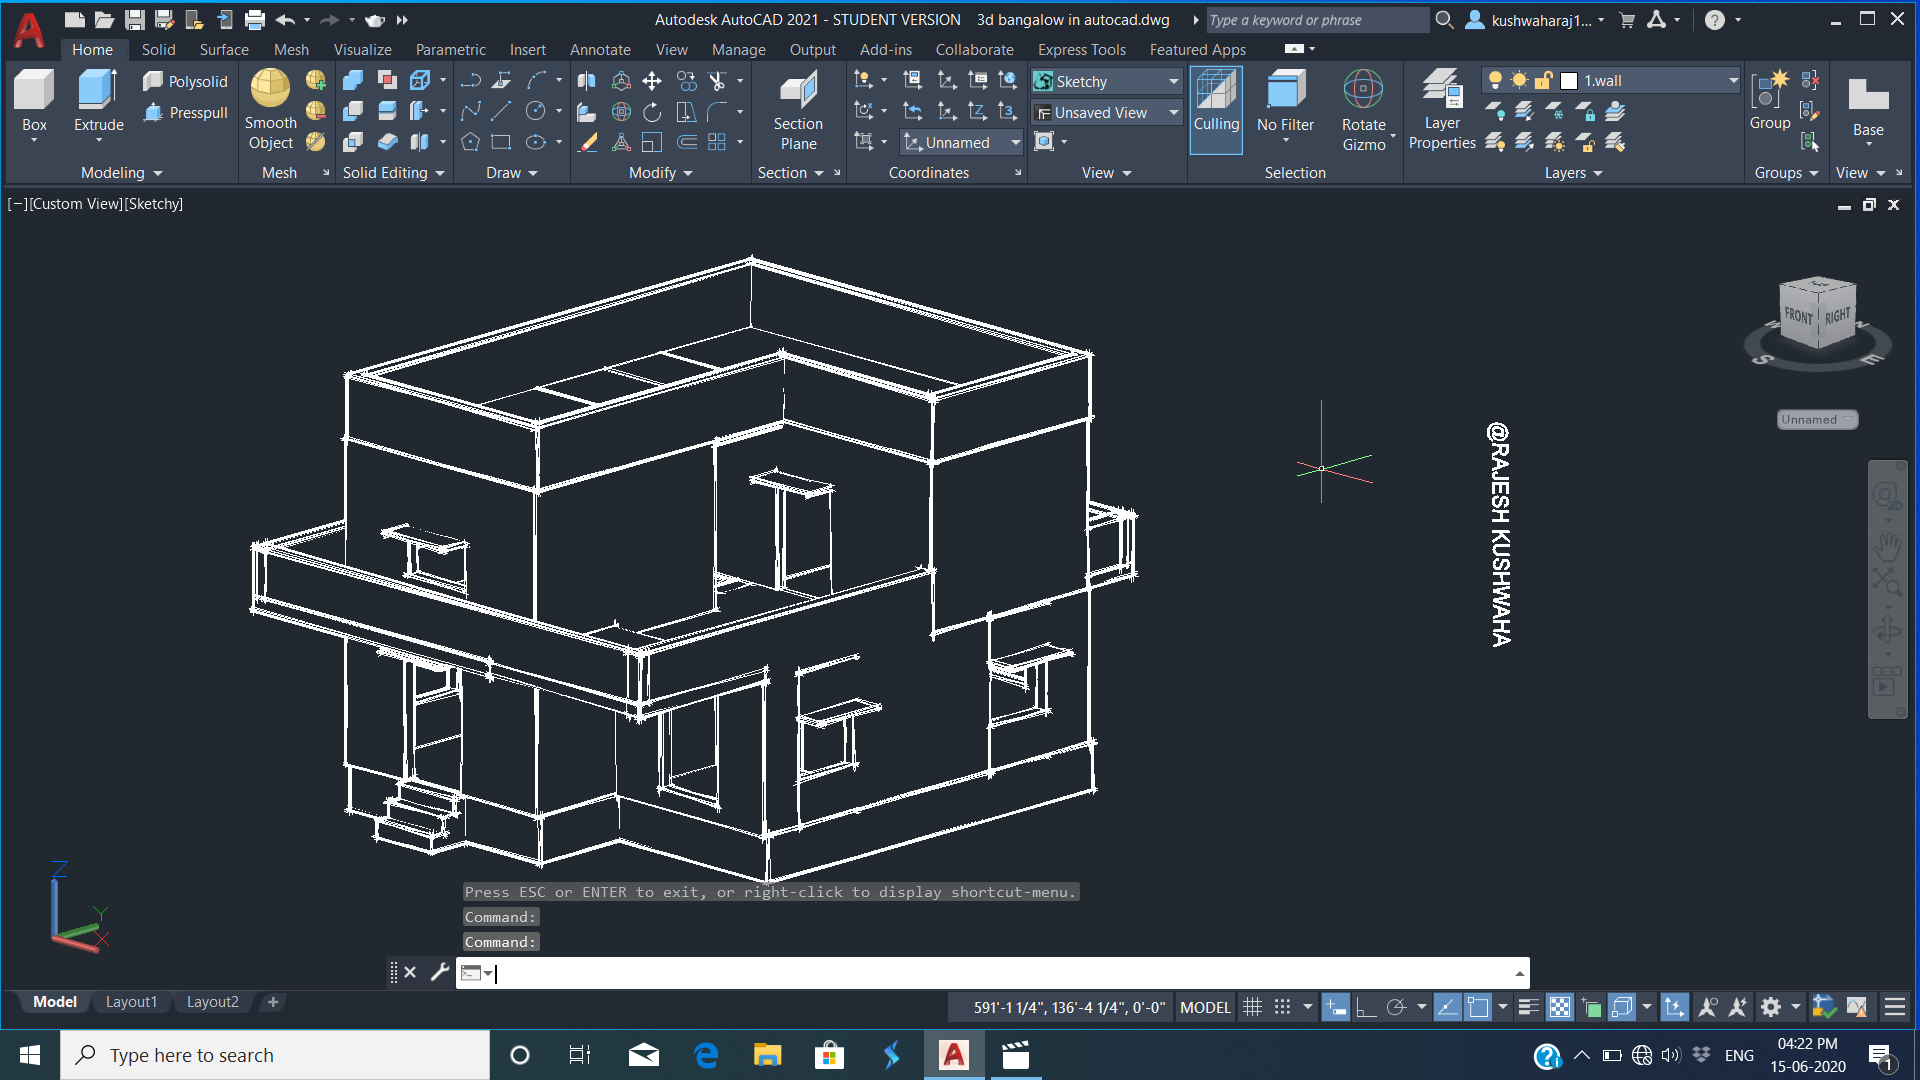 Autodesk AutoCAD 2021 - STUDENT VERSION 3d bangalow in autocad.dwg
Type a keyword or phrase
kushwaharaj1...
Home Solid Surface Mesh Visualize Parametric Insert Annotate View Manage Output Add-ins Collaborate Express Tools Featured Apps
Box
Extrude
Polysolid
Presspull
Smooth
Object
Section
Plane
Unnamed
Sketchy
Unsaved View
Culling
No Filter
Rotate
Gizmo
Layer
Properties
1.wall
Group
Base
Modeling
Mesh
Solid Editing
Draw
Modify
Section
Coordinates
View
Selection
Layers
Groups
View
[−][Custom View][Sketchy]
FRONT
RIGHT
S
E
Unnamed
2D
@RAJESH KUSHWAHA
Z
Y
X
Press ESC or ENTER to exit, or right-click to display shortcut-menu.
Command:
Command:
Model Layout1 Layout2
591'-1 1/4", 136'-4 1/4", 0'-0" MODEL
Type here to search
ENG
04:22 PM
15-06-2020
1